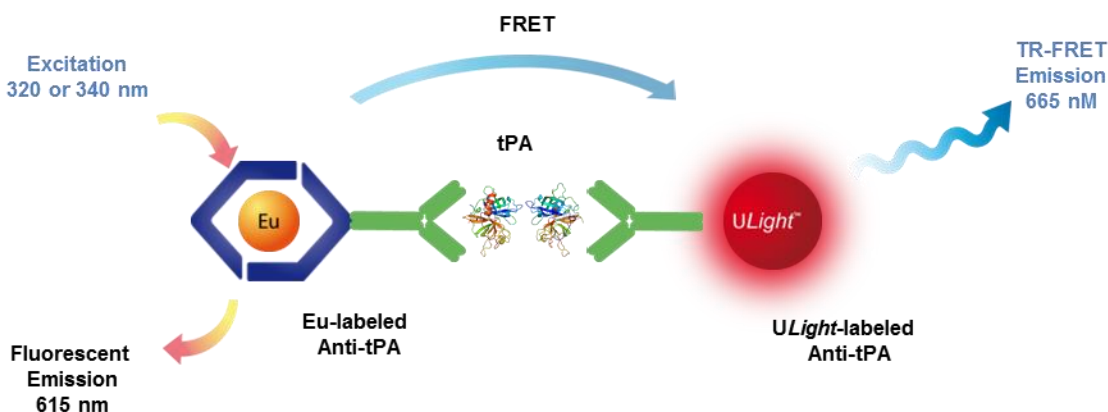 FRET
Excitation
320 or 340 nm
TR-FRET
Emission
665 nM
tPA
Eu
ULight™
Eu-labeled
Anti-tPA
ULight-labeled
Anti-tPA
Fluorescent
Emission
615 nm